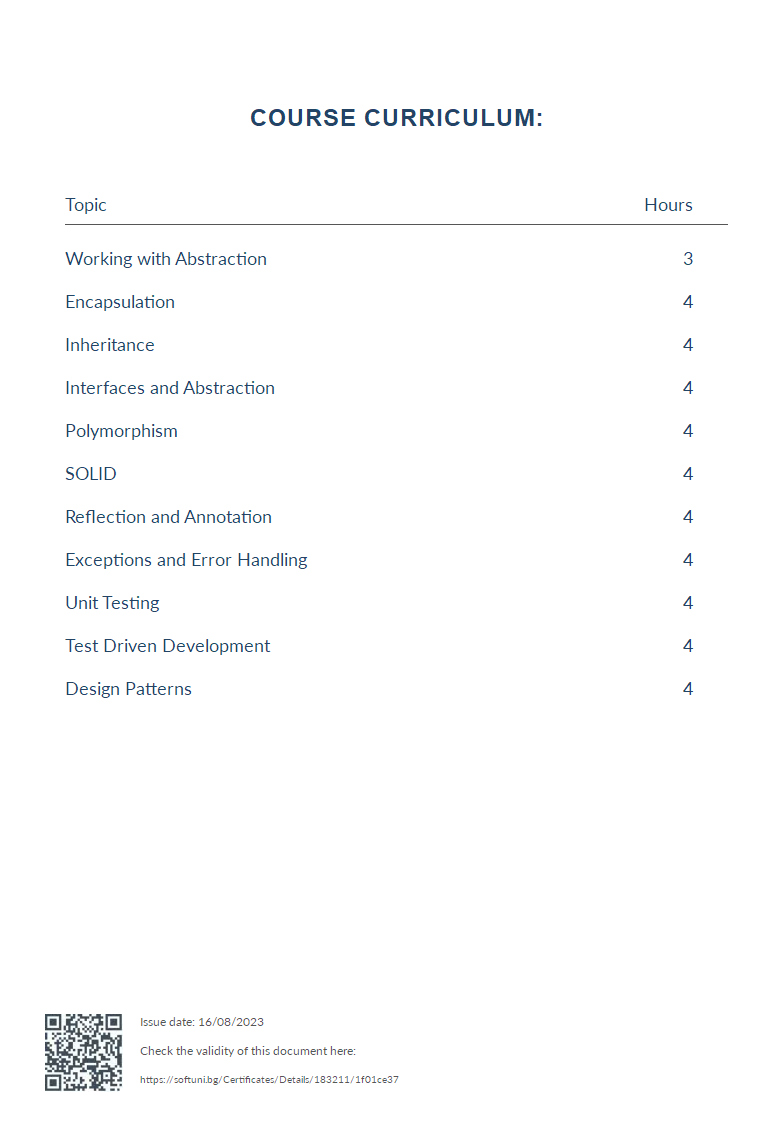 COURSE CURRICULUM:
Topic Hours
Working with Abstraction 3
Encapsulation 4
Inheritance 4
Interfaces and Abstraction 4
Polymorphism 4
SOLID 4
Reflection and Annotation 4
Exceptions and Error Handling 4
Unit Testing 4
Test Driven Development 4
Design Patterns 4
Issue date: 16/08/2023
Check the validity of this document here:
https://softuni.bg/Certificates/Details/183211/1f01ce37